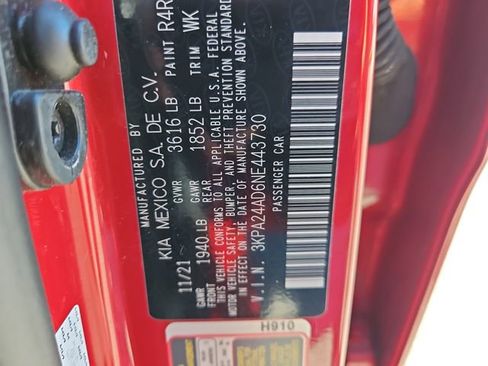 MANUFACTURED BY
KIA MEXICO S.A. DE C.V.
11/21 GVWR 3616 LB PAINT R4R
GAWR FRONT 1940 LB GAWR REAR 1852 LB TRIM WK
THIS VEHICLE CONFORMS TO ALL APPLICABLE U.S.A. FEDERAL
MOTOR VEHICLE SAFETY, BUMPER, AND THEFT PREVENTION STANDARD
IN EFFECT ON THE DATE OF MANUFACTURE SHOWN ABOVE.
V.I.N. 3KPA24AD6NE443730
PASSENGER CAR
H910